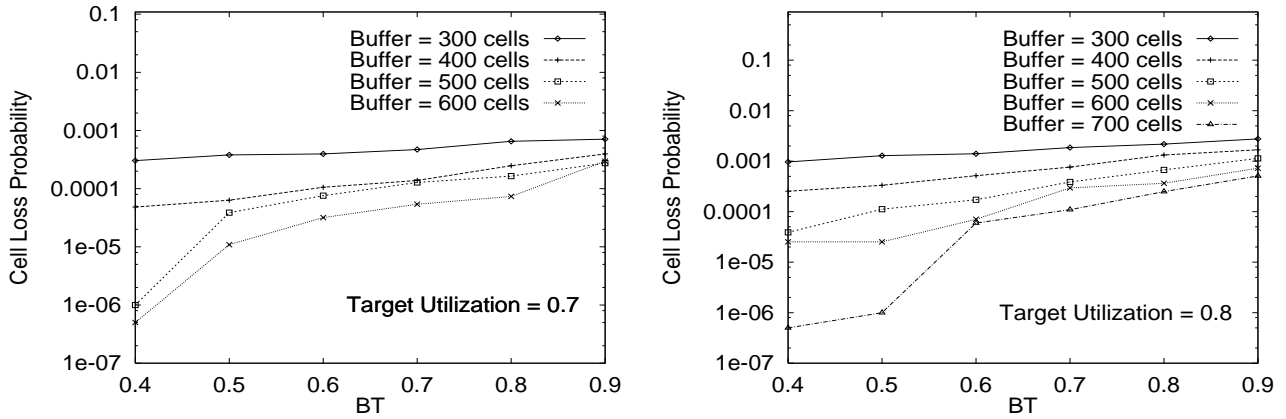 Cell Loss Probability
0.1
0.01
0.001
0.0001
1e-05
1e-06
1e-07
Buffer = 300 cells
Buffer = 400 cells
Buffer = 500 cells
Buffer = 600 cells
Target Utilization = 0.7
0.4 0.5 0.6 0.7 0.8 0.9
BT
Cell Loss Probability
0.1
0.01
0.001
0.0001
1e-05
1e-06
1e-07
Buffer = 300 cells
Buffer = 400 cells
Buffer = 500 cells
Buffer = 600 cells
Buffer = 700 cells
Target Utilization = 0.8
0.4 0.5 0.6 0.7 0.8 0.9
BT